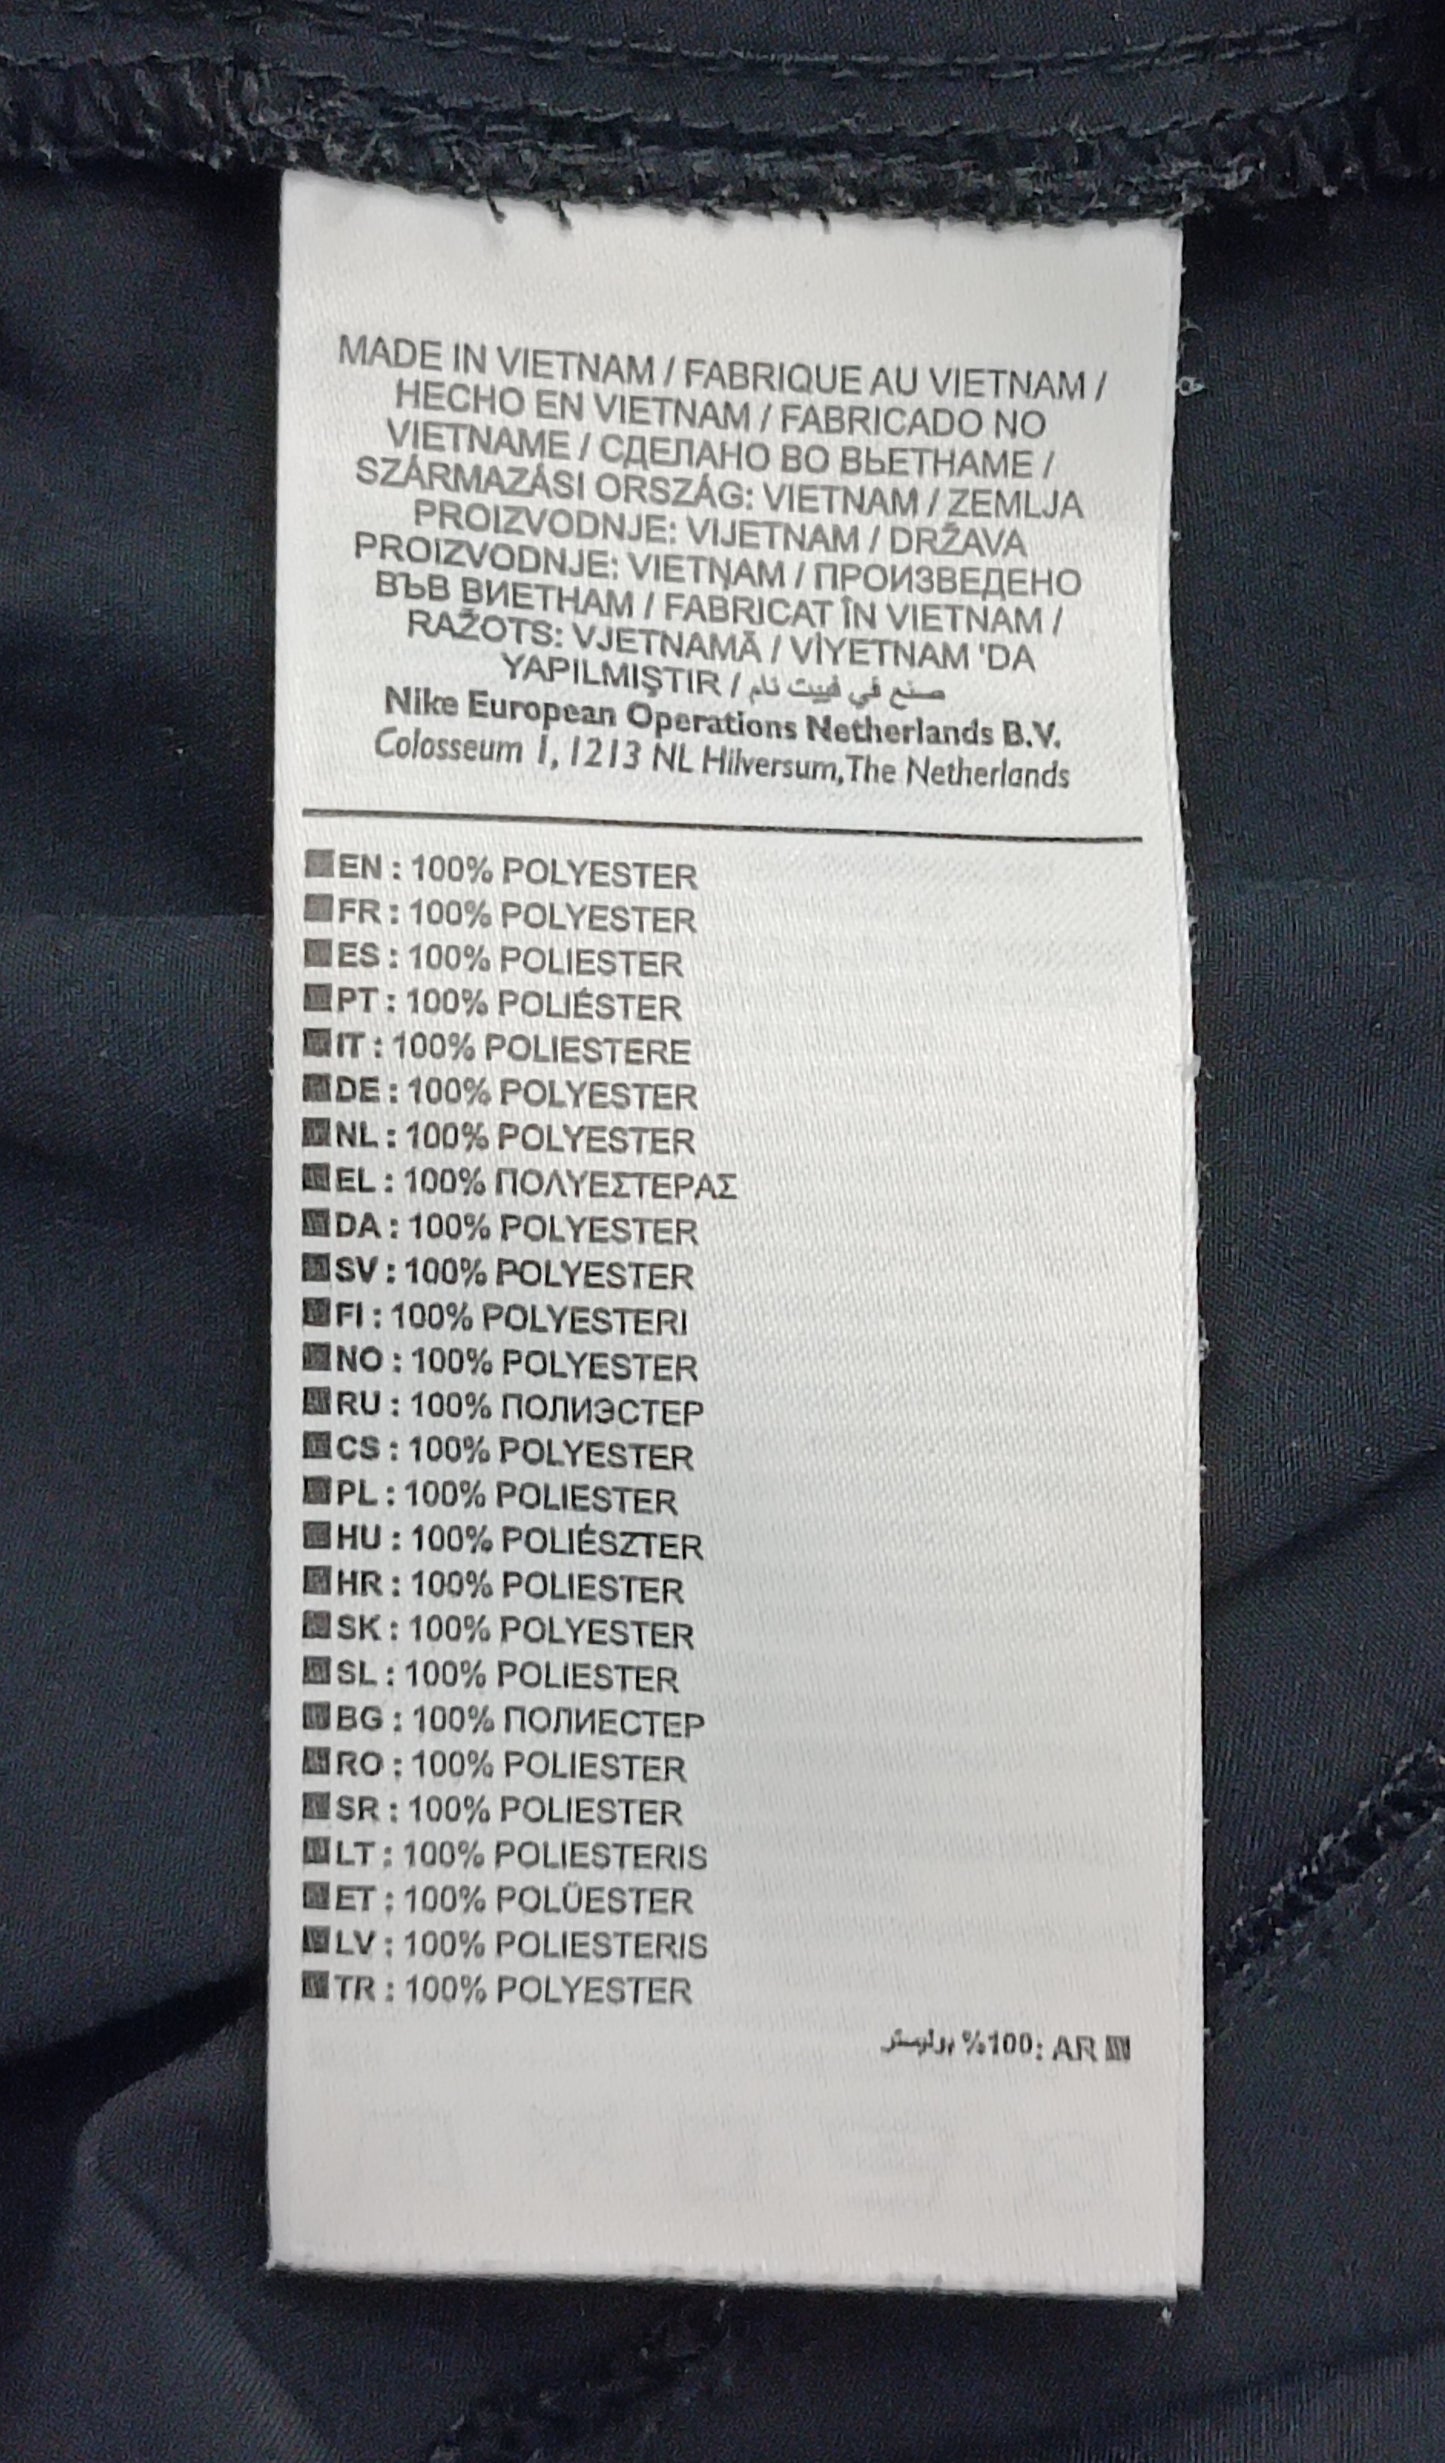 MADE IN VIETNAM / FABRIQUE AU VIETNAM /
HECHO EN VIETNAM / FABRICADO NO
VIETNAME / СДЕЛАНО ВО ВЬЕТНАМЕ /
SZÁRMAZÁSI ORSZÁG: VIETNAM / ZEMLJA
PROIZVODNJE: VIJETNAM / DRŽAVA
PROIZVODNJE: VIETNAM / ПРОИЗВЕДЕНО
ВЪВ ВИЕТНАМ / FABRICAT ÎN VIETNAM /
RAŽOTS: VJETNAMĀ / VİYETNAM 'DA
YAPILMIŞTIR / صنع في فييت نام
Nike European Operations Netherlands B.V.
Colosseum 1, 1213 NL Hilversum, The Netherlands
EN : 100% POLYESTER
FR : 100% POLYESTER
ES : 100% POLIESTER
PT : 100% POLIÉSTER
IT : 100% POLIESTERE
DE : 100% POLYESTER
NL : 100% POLYESTER
EL : 100% ΠΟΛΥΕΣΤΕΡΑΣ
DA : 100% POLYESTER
SV : 100% POLYESTER
FI : 100% POLYESTERI
NO : 100% POLYESTER
RU : 100% ПОЛИЭСТЕР
CS : 100% POLYESTER
PL : 100% POLIESTER
HU : 100% POLIÉSZTER
HR : 100% POLIESTER
SK : 100% POLYESTER
SL : 100% POLIESTER
BG : 100% ПОЛИЕСТЕР
RO : 100% POLIESTER
SR : 100% POLIESTER
LT : 100% POLIESTERIS
ET : 100% POLÜESTER
LV : 100% POLIESTERIS
TR : 100% POLYESTER
AR :100% بوليستر